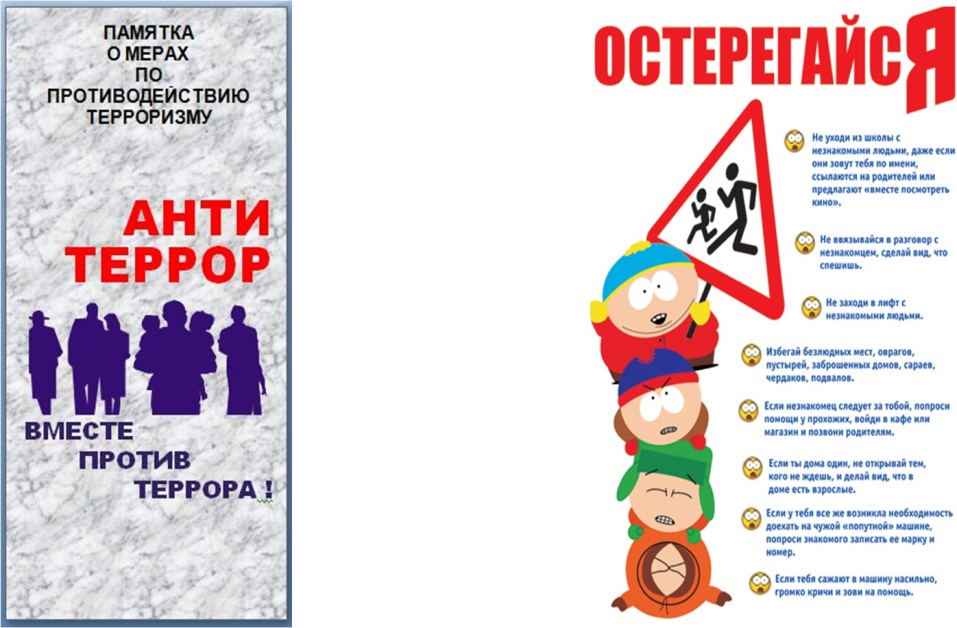 ПАМЯТКА
О МЕРАХ
ПО
ПРОТИВОДЕЙСТВИЮ
ТЕРРОРИЗМУ
АНТИ
ТЕРРОР
ВМЕСТЕ
ПРОТИВ
ТЕРРОРА !
ОСТЕРЕГАЙСЯ
Не уходи из школы с
незнакомыми людьми, даже если
они зовут тебя по имени,
ссылаются на родителей или
предлагают «вместе посмотреть
кино».
Не ввязывайся в разговор с
незнакомцем, сделай вид, что
спешишь.
Не заходи в лифт с
незнакомыми людьми.
Избегай безлюдных мест, оврагов,
пустырей, заброшенных домов, сараев,
чердаков, подвалов.
Если незнакомец следует за тобой, попроси
помощи у прохожих, войди в кафе или
магазин и позвони родителям.
Если ты дома один, не открывай тем,
кого не ждешь, и делай вид, что в
доме есть взрослые.
Если у тебя все же возникла необходимость
доехать на чужой «попутной» машине,
попроси знакомого записать ее марку и
номер.
Если тебя сажают в машину насильно,
громко кричи и зови на помощь.